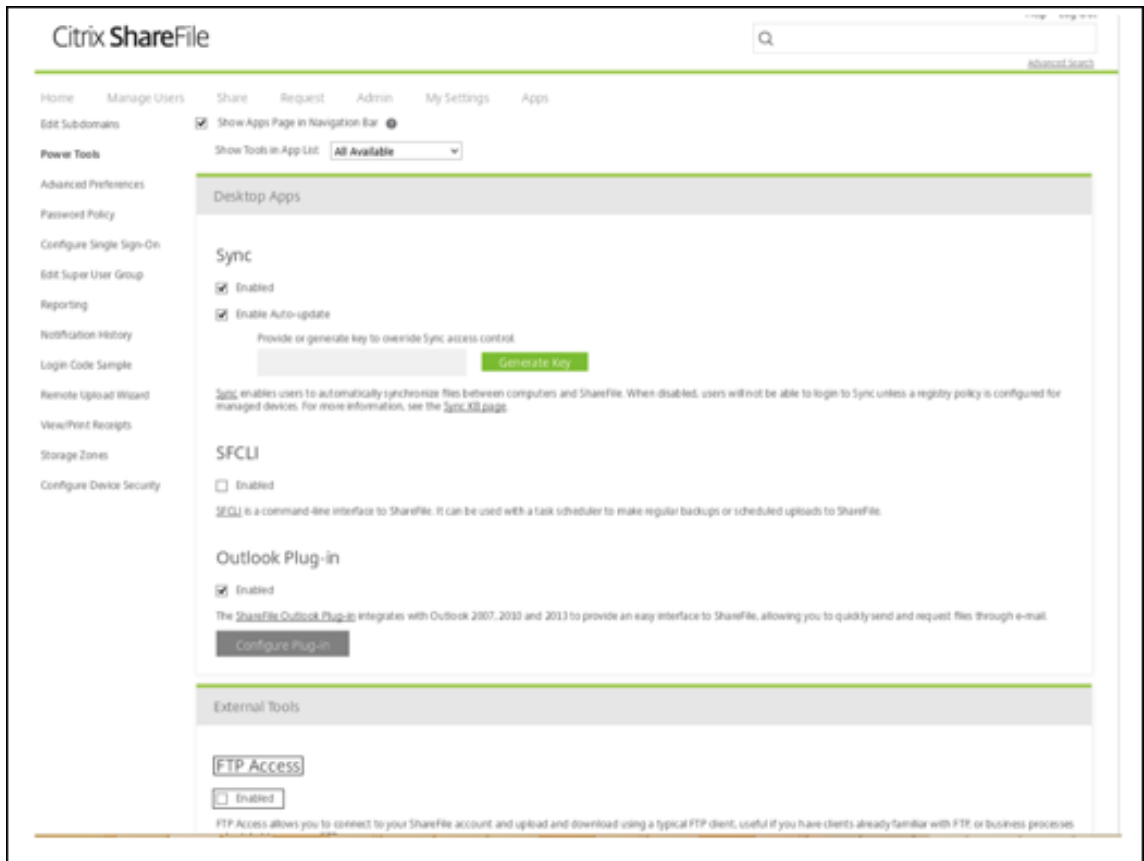 Help Log Out
Citrix ShareFile
Advanced Search
Home Manage Users Share Request Admin My Settings Apps
Edit Subdomains
Power Tools
Advanced Preferences
Password Policy
Configure Single Sign-On
Edit Super User Group
Reporting
Notification History
Login Code Sample
Remote Upload Wizard
View/Print Receipts
Storage Zones
Configure Device Security
Show Apps Page in Navigation Bar
Show Tools in App List All Available
Desktop Apps
Sync
Enabled
Enable Auto-update
Provide or generate key to override Sync access control.
Generate Key
Sync enables users to automatically synchronize files between computers and ShareFile. When disabled, users will not be able to login to Sync unless a registry policy is configured for
managed devices. For more information, see the Sync KB page.
SFCLI
Enabled
SFCLI is a command-line interface to ShareFile. It can be used with a task scheduler to make regular backups or scheduled uploads to ShareFile.
Outlook Plug-in
Enabled
The ShareFile Outlook Plug-in integrates with Outlook 2007, 2010 and 2013 to provide an easy interface to ShareFile, allowing you to quickly send and request files through e-mail.
Configure Plug-in
External Tools
FTP Access
Enabled
FTP Access allows you to connect to your ShareFile account and upload and download using a typical FTP client, useful if you have clients already familiar with FTP, or business processes